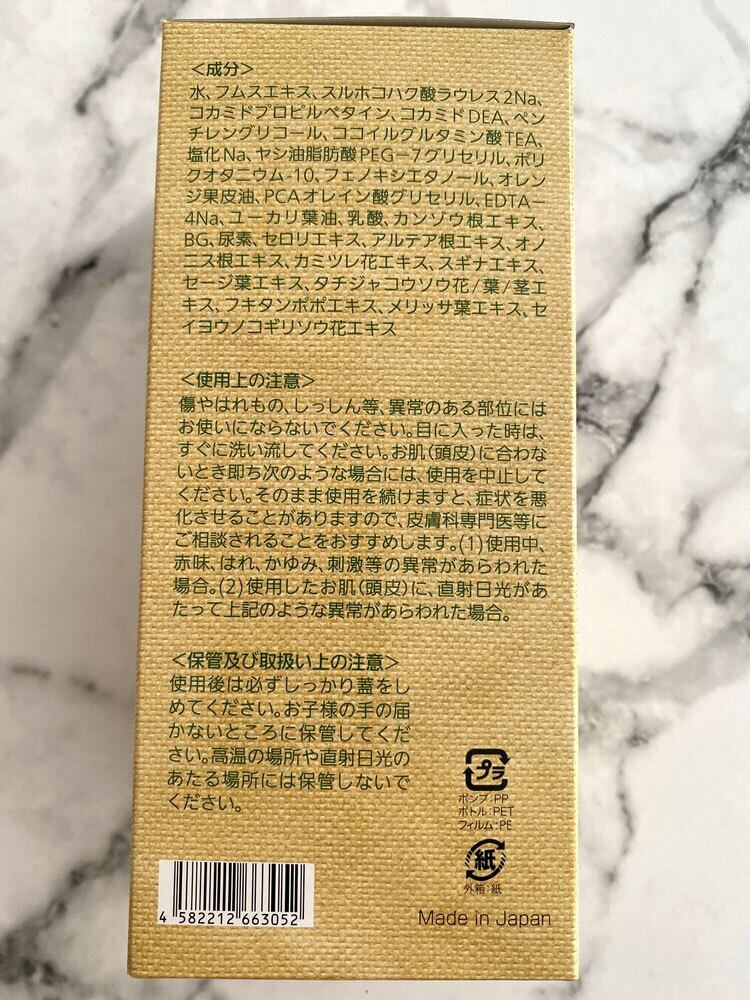 ＜成分＞
水、フムスエキス、スルホコハク酸ラウレス2Na、
コカミドプロピルベタイン、コカミドDEA、ペン
チレングリコール、ココイルグルタミン酸TEA、
塩化Na、ヤシ油脂肪酸PEG－7グリセリル、ポリ
クオタニウム-10、フェノキシエタノール、オレン
ジ果皮油、PCAオレイン酸グリセリル、EDTA－
4Na、ユーカリ葉油、乳酸、カンゾウ根エキス、
BG、尿素、セロリエキス、アルテア根エキス、オノ
ニス根エキス、カミツレ花エキス、スギナエキス、
セージ葉エキス、タチジャコウソウ花/葉/茎エ
キス、フキタンポポエキス、メリッサ葉エキス、セ
イヨウノコギリソウ花エキス
＜使用上の注意＞
傷やはれもの、しっしん等、異常のある部位には
お使いにならないでください。目に入った時は、
すぐに洗い流してください。お肌（頭皮）に合わな
いとき即ち次のような場合には、使用を中止して
ください。そのまま使用を続けますと、症状を悪
化させることがありますので、皮膚科専門医等に
ご相談されることをおすすめします。(1)使用中、
赤味、はれ、かゆみ、刺激等の異常があらわれた
場合。(2)使用したお肌（頭皮）に、直射日光があ
たって上記のような異常があらわれた場合。
＜保管及び取扱い上の注意＞
使用後は必ずしっかり蓋をし
めてください。お子様の手の届
かないところに保管してくだ
さい。高温の場所や直射日光の
あたる場所には保管しないで
ください。
プラ
ポンプ：PP
ボトル：PET
フィルム：PE
紙
外箱：紙
4 582212 663052
Made in Japan